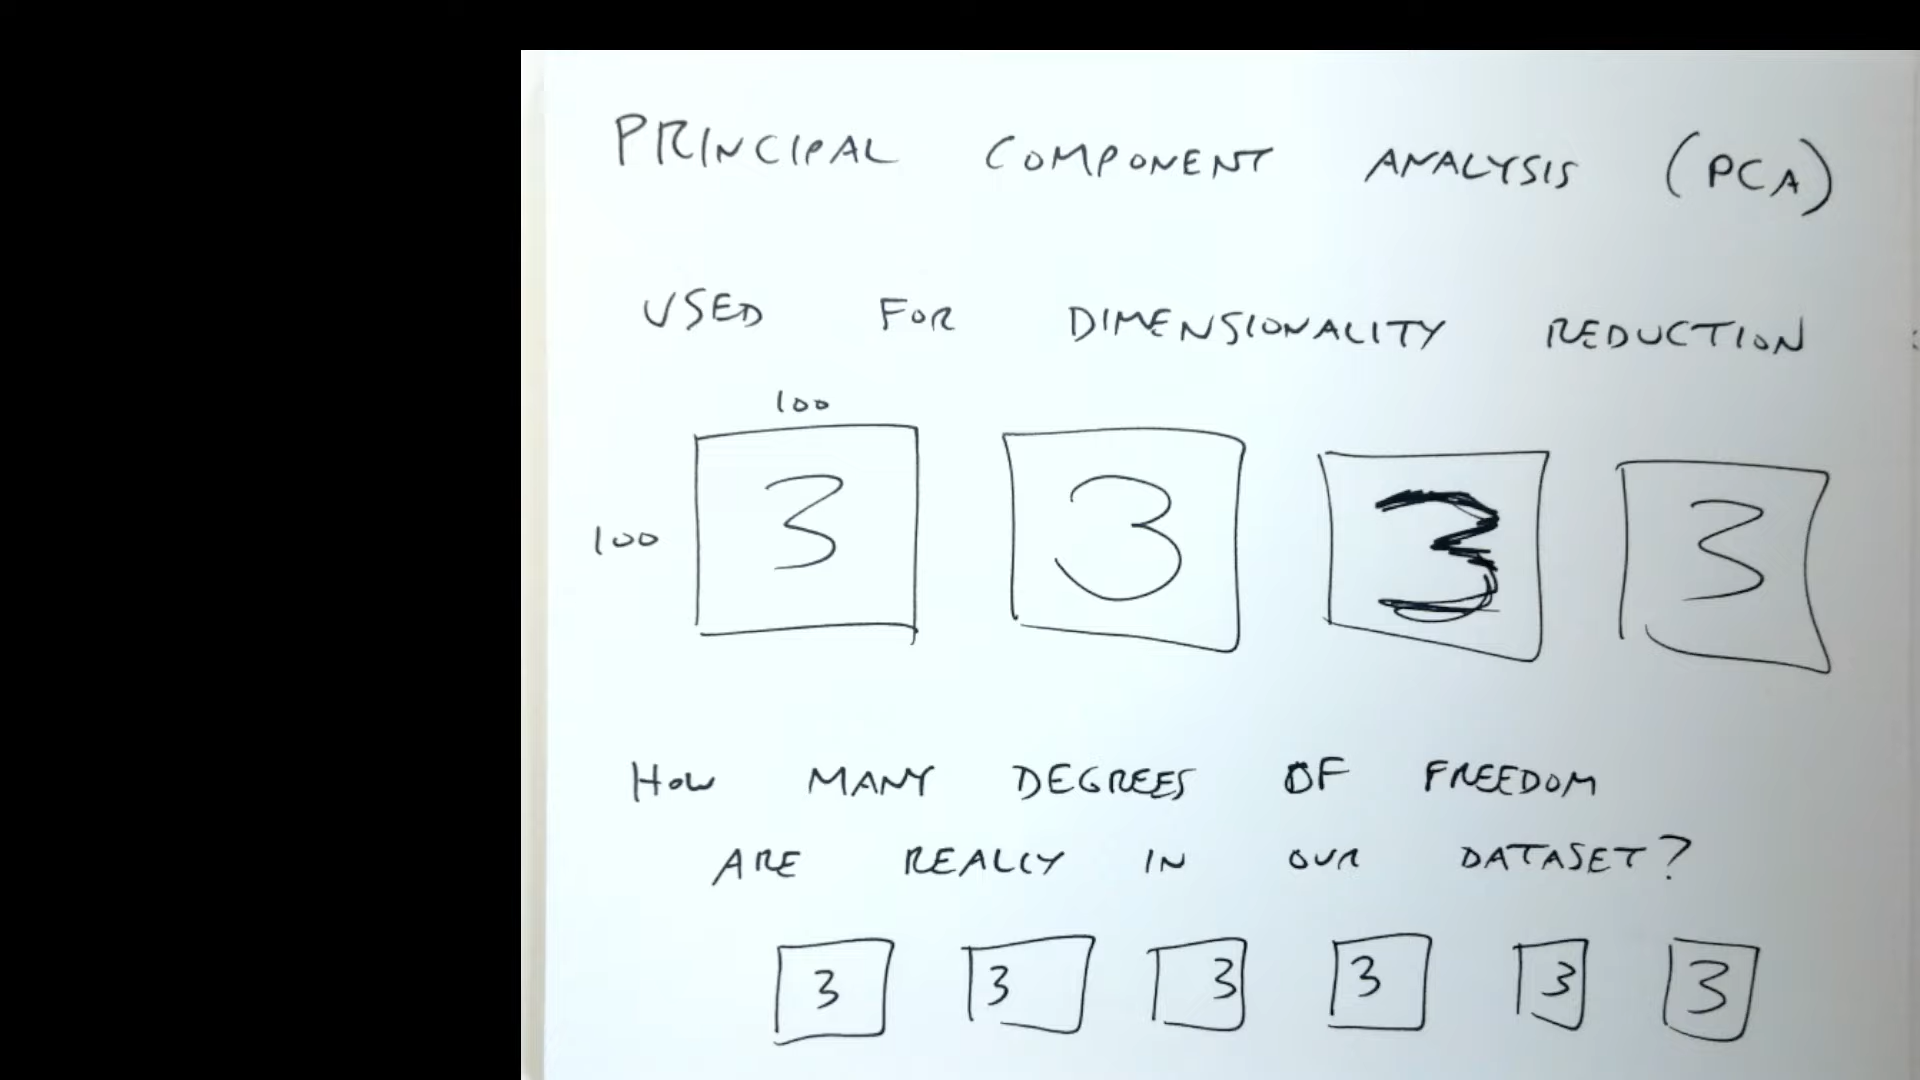 PRINCIPAL COMPONENT ANALYSIS (PCA)
USED FOR DIMENSIONALITY REDUCTION
100
100 3 3 3 3
HOW MANY DEGREES OF FREEDOM
ARE REALLY IN OUR DATASET?
3 3 3 3 3 3